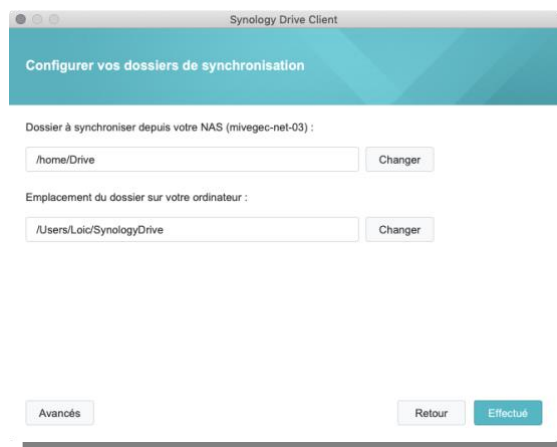 Synology Drive Client
Configurer vos dossiers de synchronisation
Dossier à synchroniser depuis votre NAS (mivegec-net-03) :
/home/Drive
Changer
Emplacement du dossier sur votre ordinateur :
/Users/Loic/SynologyDrive
Changer
Avancés
Retour
Effectué